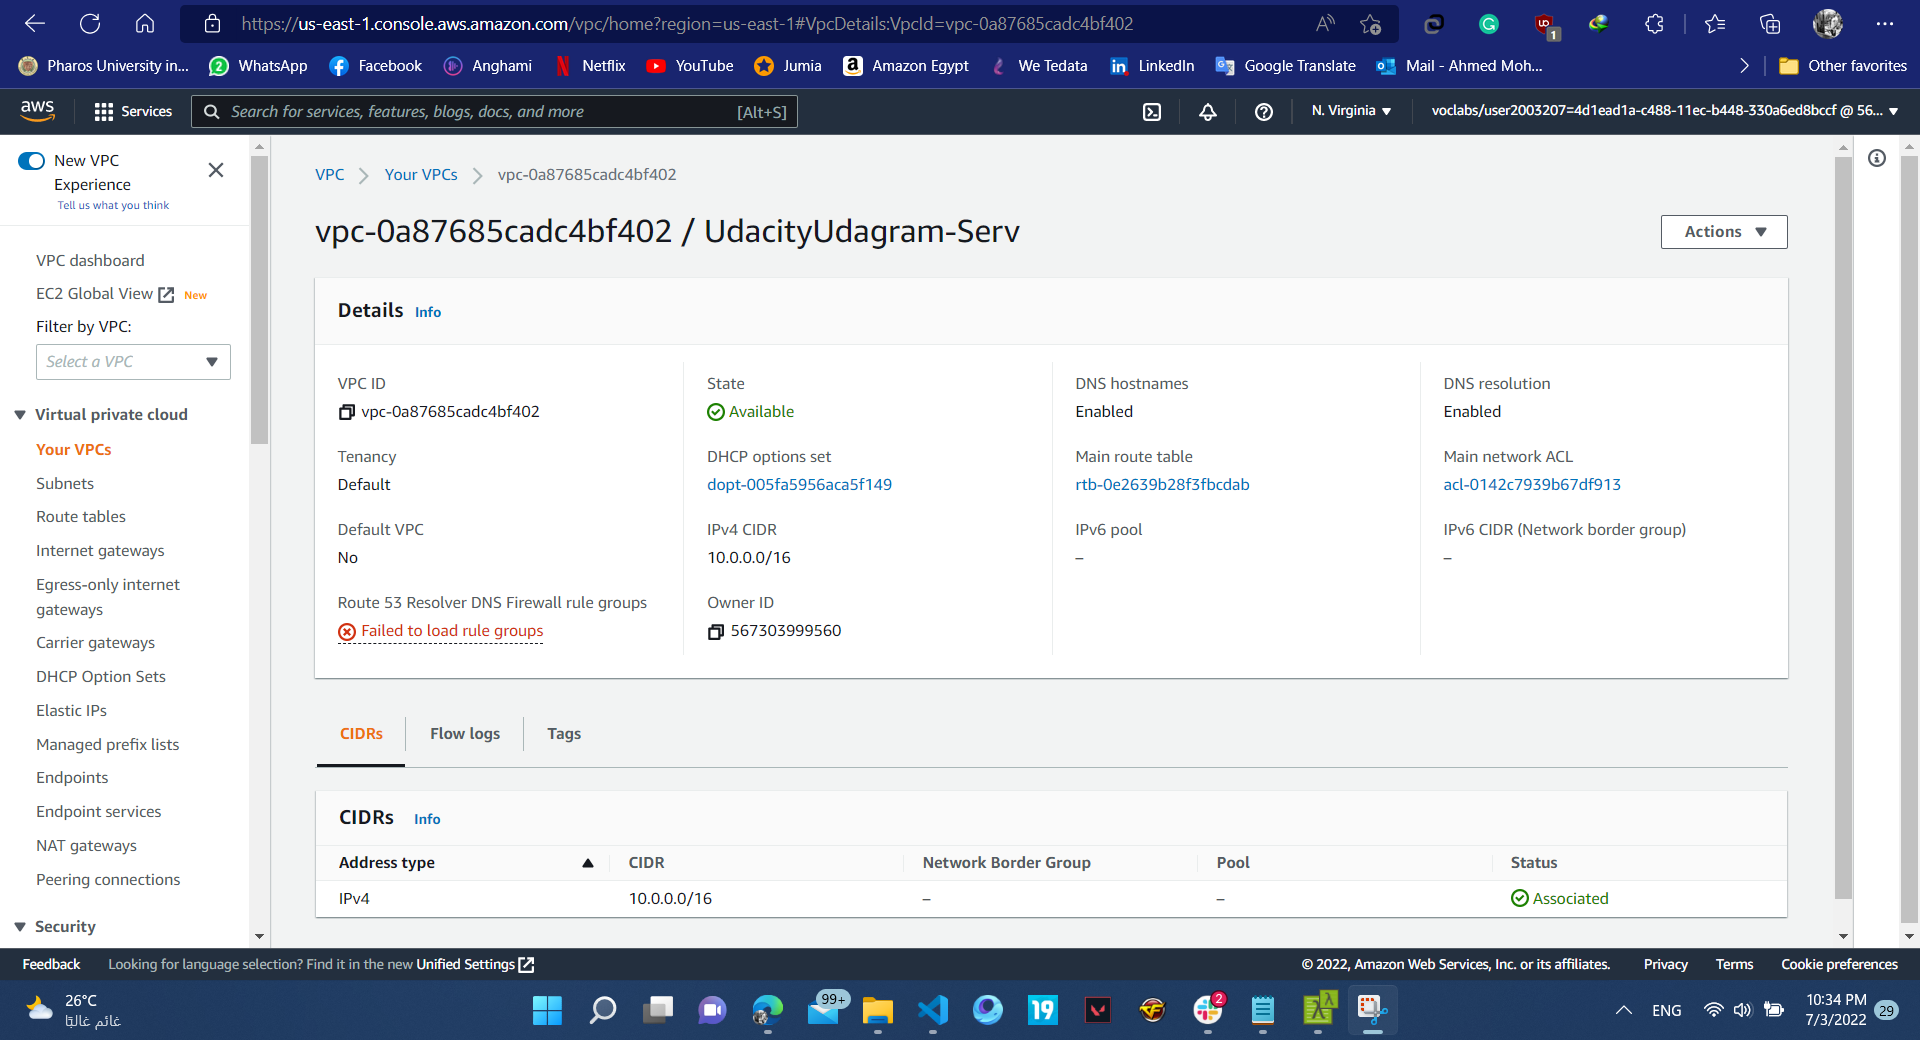 https://us-east-1.console.aws.amazon.com/vpc/home?region=us-east-1#VpcDetails:VpcId=vpc-0a87685cadc4bf402
1
Pharos University in...
2
WhatsApp
Facebook
Anghami
Netflix
YouTube
Jumia
Amazon Egypt
We Tedata
LinkedIn
Google Translate
Mail - Ahmed Moh...
Other favorites
aws
Services
Search for services, features, blogs, docs, and more
[Alt+S]
N. Virginia
voclabs/user2003207=4d1ead1a-c488-11ec-b448-330a6ed8bccf @ 56...
New VPC
Experience
Tell us what you think
VPC dashboard
EC2 Global View New
Filter by VPC:
Select a VPC
Virtual private cloud
Your VPCs
Subnets
Route tables
Internet gateways
Egress-only internet
gateways
Carrier gateways
DHCP Option Sets
Elastic IPs
Managed prefix lists
Endpoints
Endpoint services
NAT gateways
Peering connections
Security
VPC
Your VPCs
vpc-0a87685cadc4bf402
vpc-0a87685cadc4bf402 / UdacityUdagram-Serv
Actions
Details Info
VPC ID
vpc-0a87685cadc4bf402
State
Available
DNS hostnames
Enabled
DNS resolution
Enabled
Tenancy
Default
DHCP options set
dopt-005fa5956aca5f149
Main route table
rtb-0e2639b28f3fbcdab
Main network ACL
acl-0142c7939b67df913
Default VPC
No
IPv4 CIDR
10.0.0.0/16
IPv6 pool
–
IPv6 CIDR (Network border group)
–
Route 53 Resolver DNS Firewall rule groups
Failed to load rule groups
Owner ID
567303999560
CIDRs
Flow logs
Tags
CIDRs Info
Address type
CIDR
Network Border Group
Pool
Status
IPv4
10.0.0.0/16
–
–
Associated
Feedback
Looking for language selection? Find it in the new Unified Settings
© 2022, Amazon Web Services, Inc. or its affiliates.
Privacy
Terms
Cookie preferences
26°C
غائم غالبًا
99+
19
2
ENG
10:34 PM
7/3/2022
29